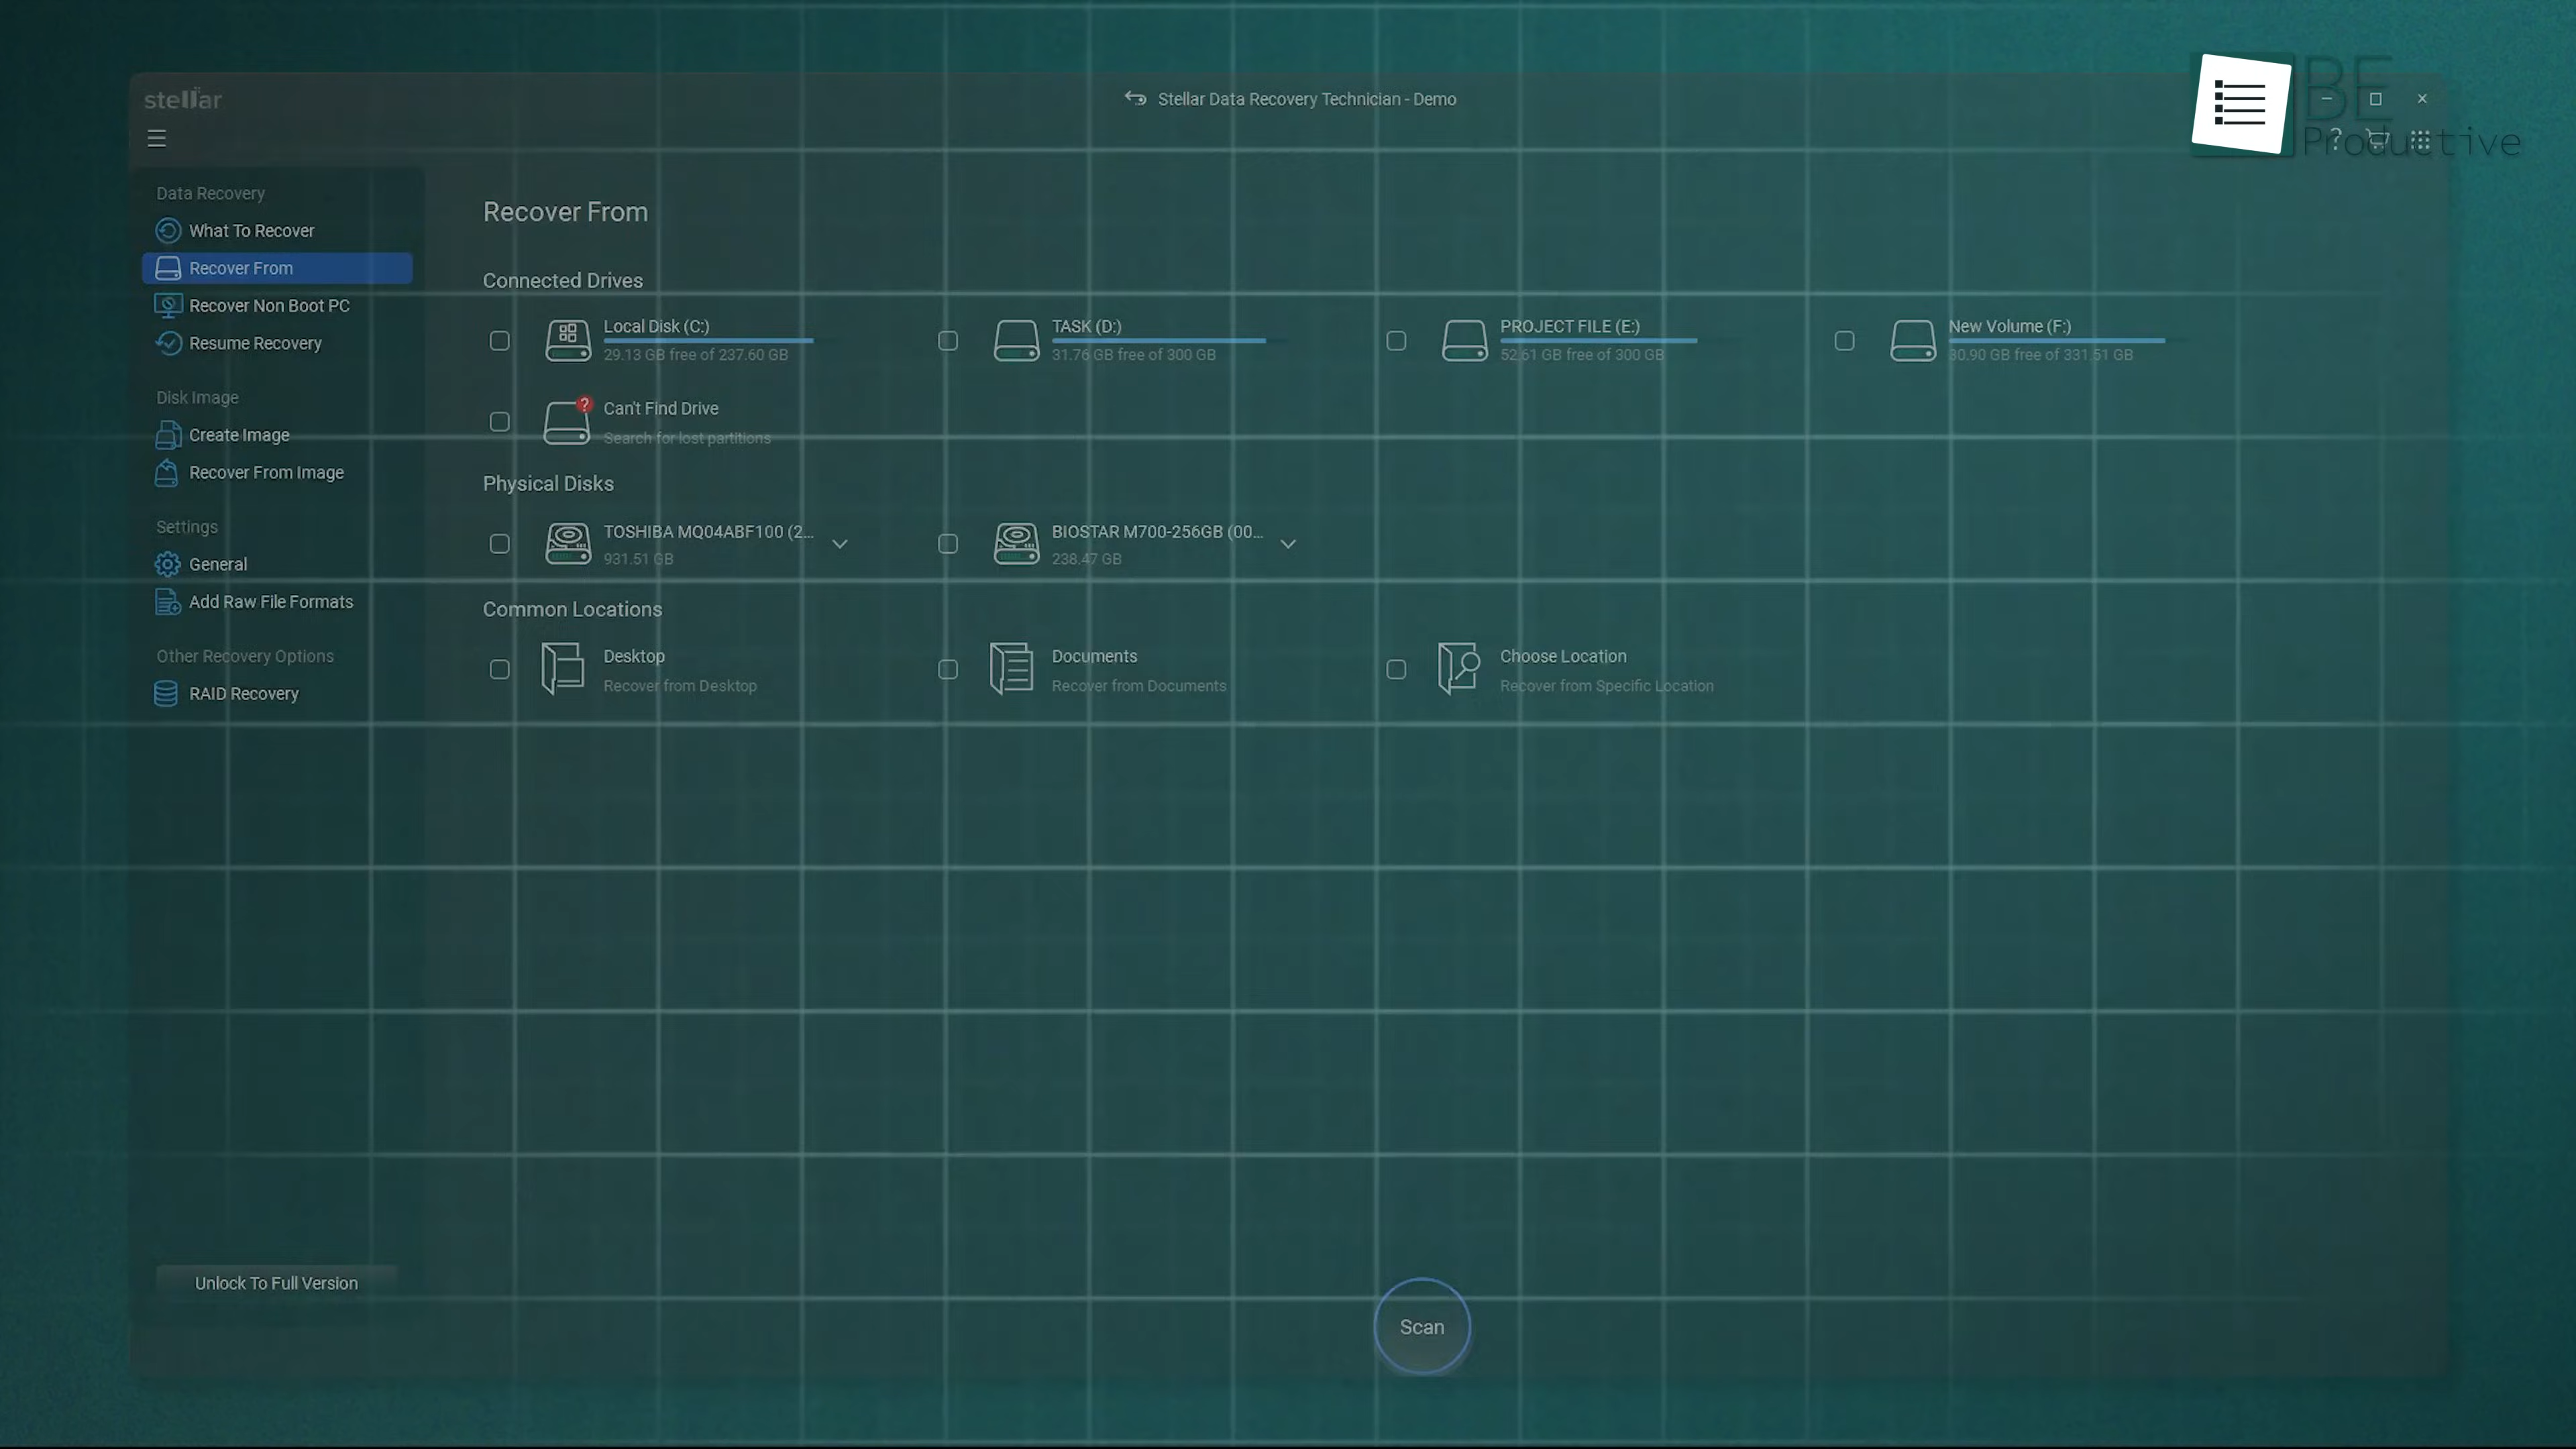 stellar
Stellar Data Recovery Technician - Demo
BE
Productive
Data Recovery
What To Recover
Recover From
Recover Non Boot PC
Resume Recovery
Disk Image
Create Image
Recover From Image
Settings
General
Add Raw File Formats
Other Recovery Options
RAID Recovery
Unlock To Full Version
Recover From
Connected Drives
Local Disk (C:)
29.13 GB free of 237.60 GB
TASK (D:)
31.76 GB free of 300 GB
PROJECT FILE (E:)
52.61 GB free of 300 GB
New Volume (F:)
30.90 GB free of 331.51 GB
?
Can't Find Drive
Search for lost partitions
Physical Disks
TOSHIBA MQ04ABF100 (2...
931.51 GB
BIOSTAR M700-256GB (00...
238.47 GB
Common Locations
Desktop
Recover from Desktop
Documents
Recover from Documents
Choose Location
Recover from Specific Location
Scan